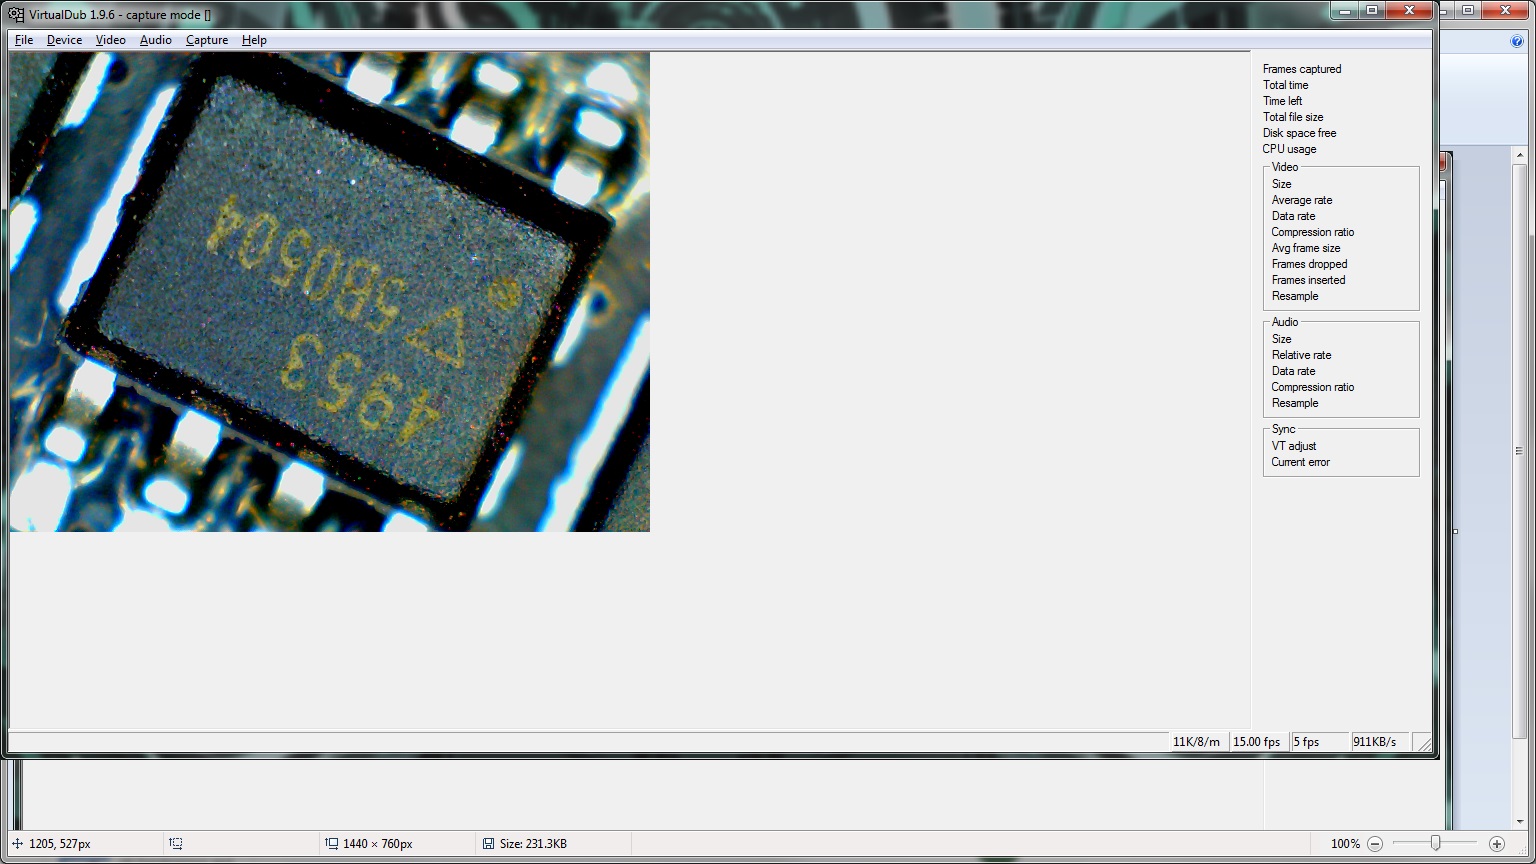 VirtualDub 1.9.6 - capture mode []
File Device Video Audio Capture Help
4953
5B0504
Frames captured
Total time
Time left
Total file size
Disk space free
CPU usage
Video
Size
Average rate
Data rate
Compression ratio
Avg frame size
Frames dropped
Frames inserted
Resample
Audio
Size
Relative rate
Data rate
Compression ratio
Resample
Sync
VT adjust
Current error
11K/8/m 15.00 fps 5 fps 911KB/s
1205, 527px 1440 × 760px Size: 231.3KB 100%